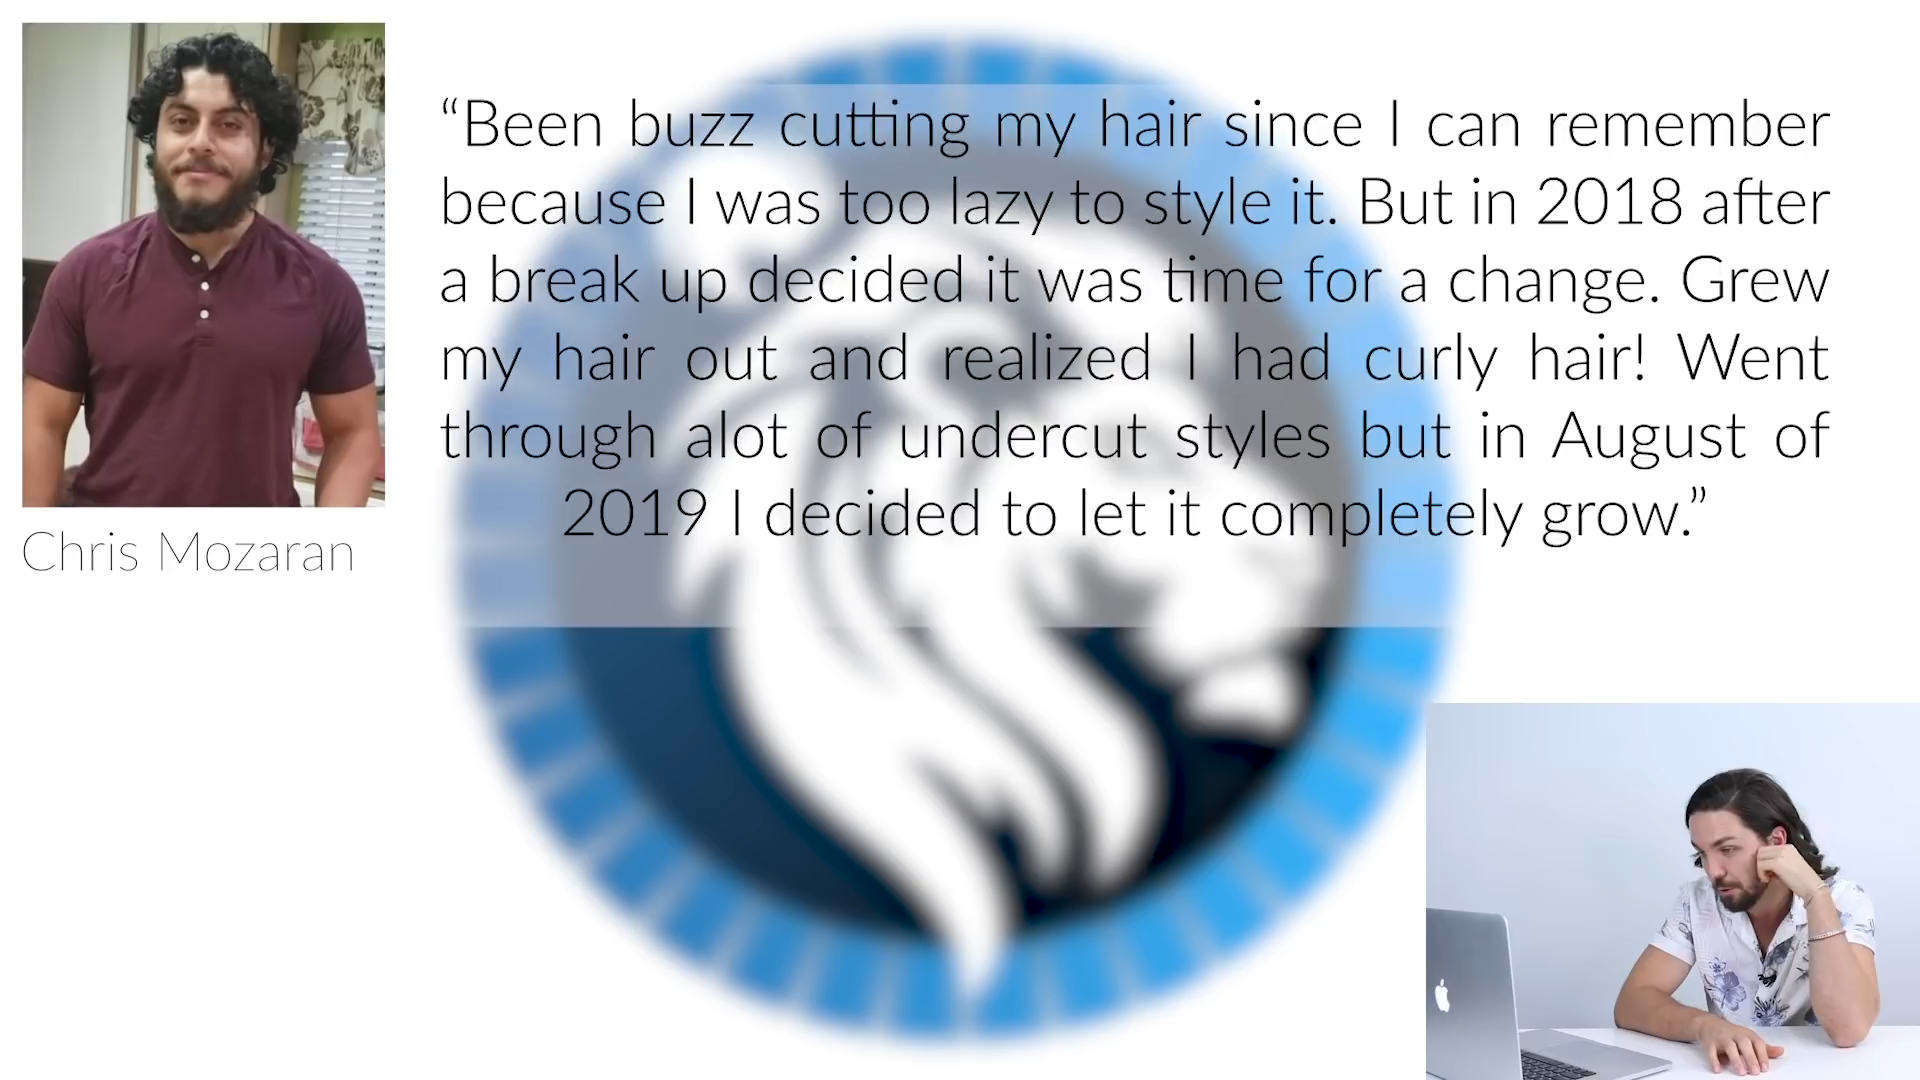 “Been buzz cutting my hair since I can remember
because I was too lazy to style it. But in 2018 after
a break up decided it was time for a change. Grew
my hair out and realized I had curly hair! Went
through alot of undercut styles but in August of
2019 I decided to let it completely grow.”
Chris Mozaran